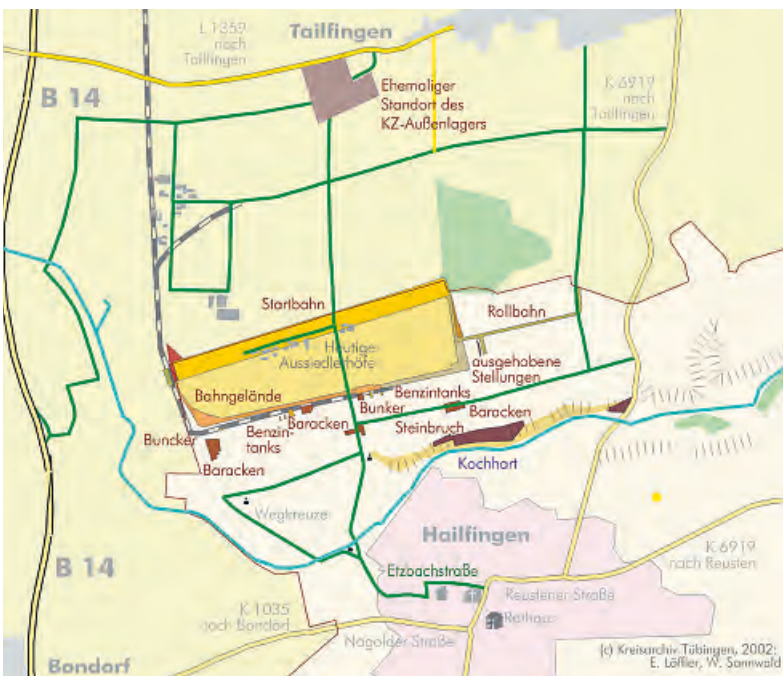 L 1359
nach
Tailfingen
Tailfingen
B 14
Ehemaliger
Standort des
KZ-Außenlagers
K 6919
nach
Tailfingen
Startbahn
Rollbahn
Heutige
Aussiedlerhöfe
ausgehobene
Stellungen
Bahngelände
Benzintanks
Bunker
Baracken
Baracken
Steinbruch
Buncker
Benzin-
tanks
Baracken
Kochhort
Wegkreuze
Hailfingen
K 6919
nach Reusten
B 14
Etzbachstraße
Reustener Straße
Rathaus
K 1035
noch Bondorf
Nagolder Straße
Bondorf
(c) Kreisarchiv Tübingen, 2002:
E. Löffler, W. Sannwald